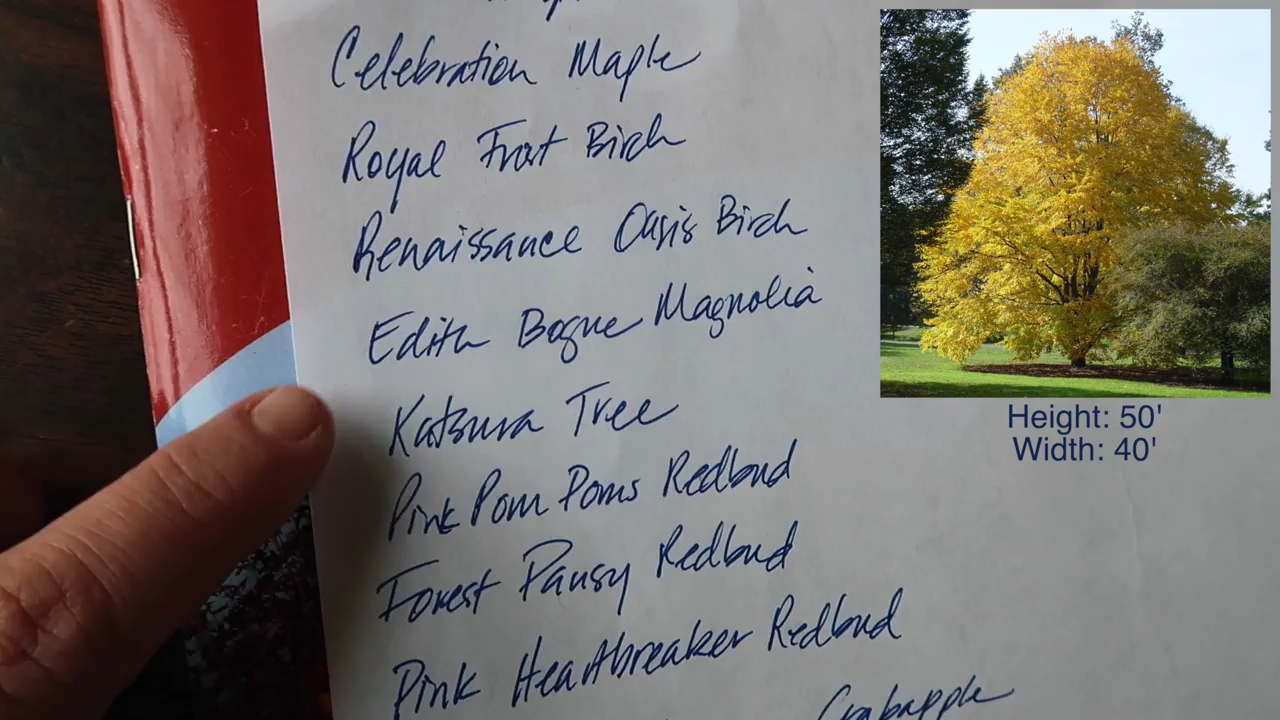 Celebration Maple
Royal Frost Birch
Renaissance Oasis Birch
Edith Bogue Magnolia
Katsura Tree
Pink Pom Poms Redbud
Forest Pansy Redbud
Pink Heartbreaker Redbud
Crabapple
Height: 50'
Width: 40'